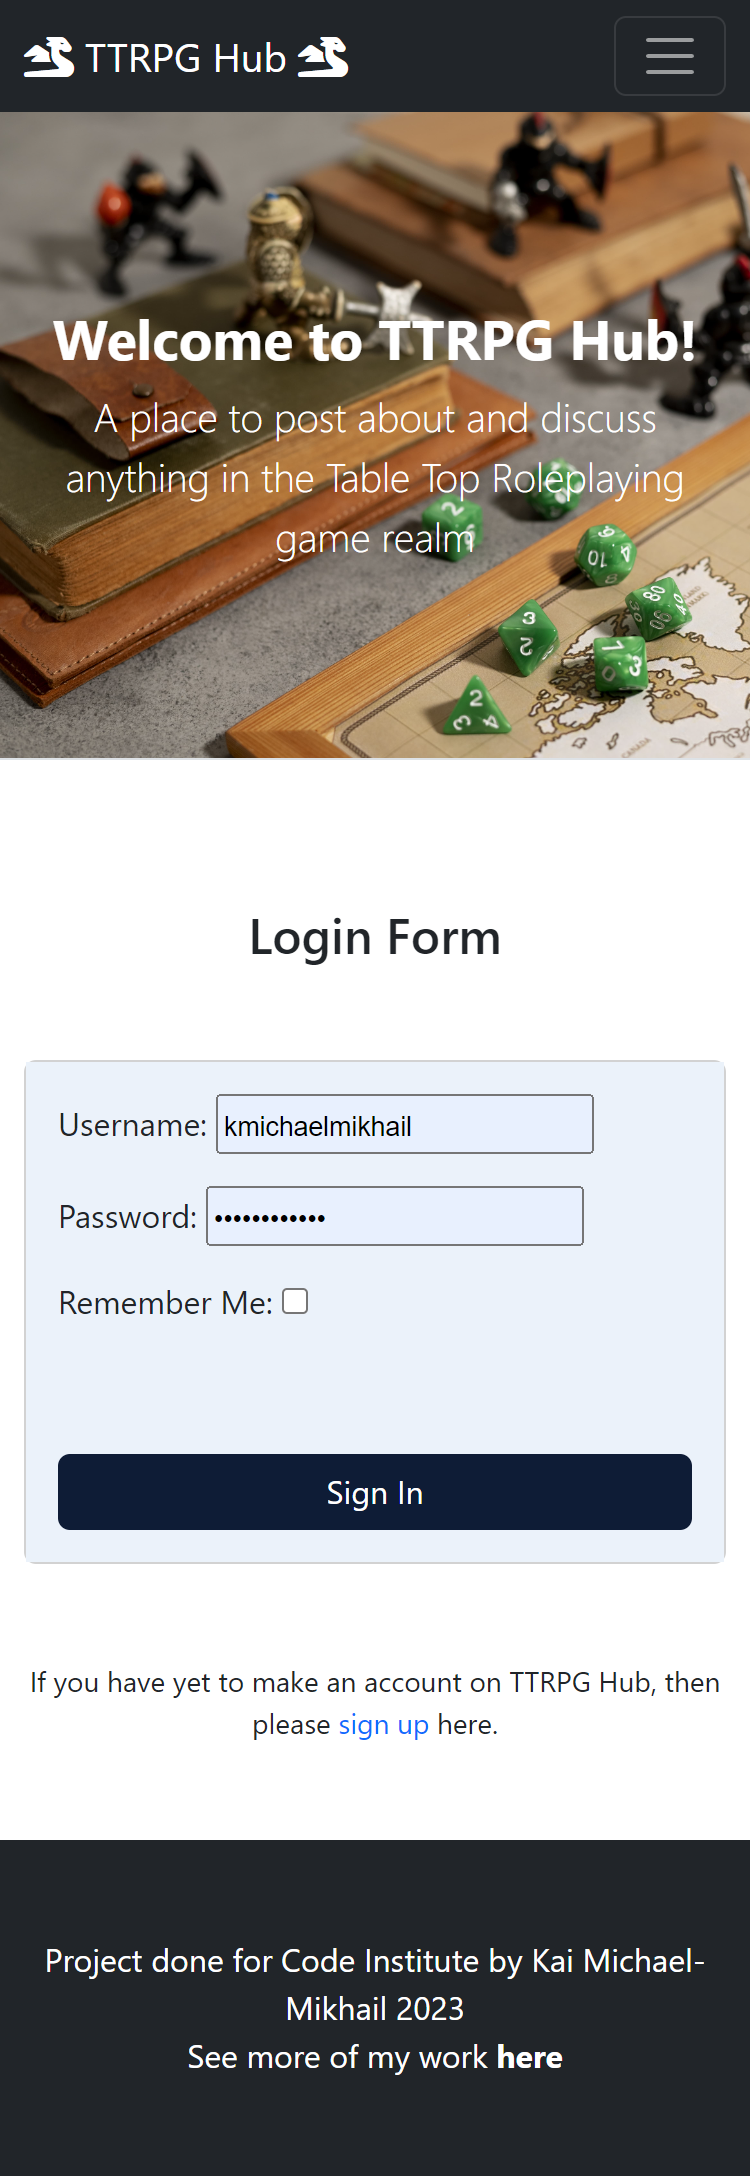 TTRPG Hub
Welcome to TTRPG Hub!
A place to post about and discuss
anything in the Table Top Roleplaying
game realm
Login Form
Username: kmichaelmikhail
Password: ••••••••••••
Remember Me:
Sign In
If you have yet to make an account on TTRPG Hub, then
please sign up here.
Project done for Code Institute by Kai Michael-
Mikhail 2023
See more of my work here